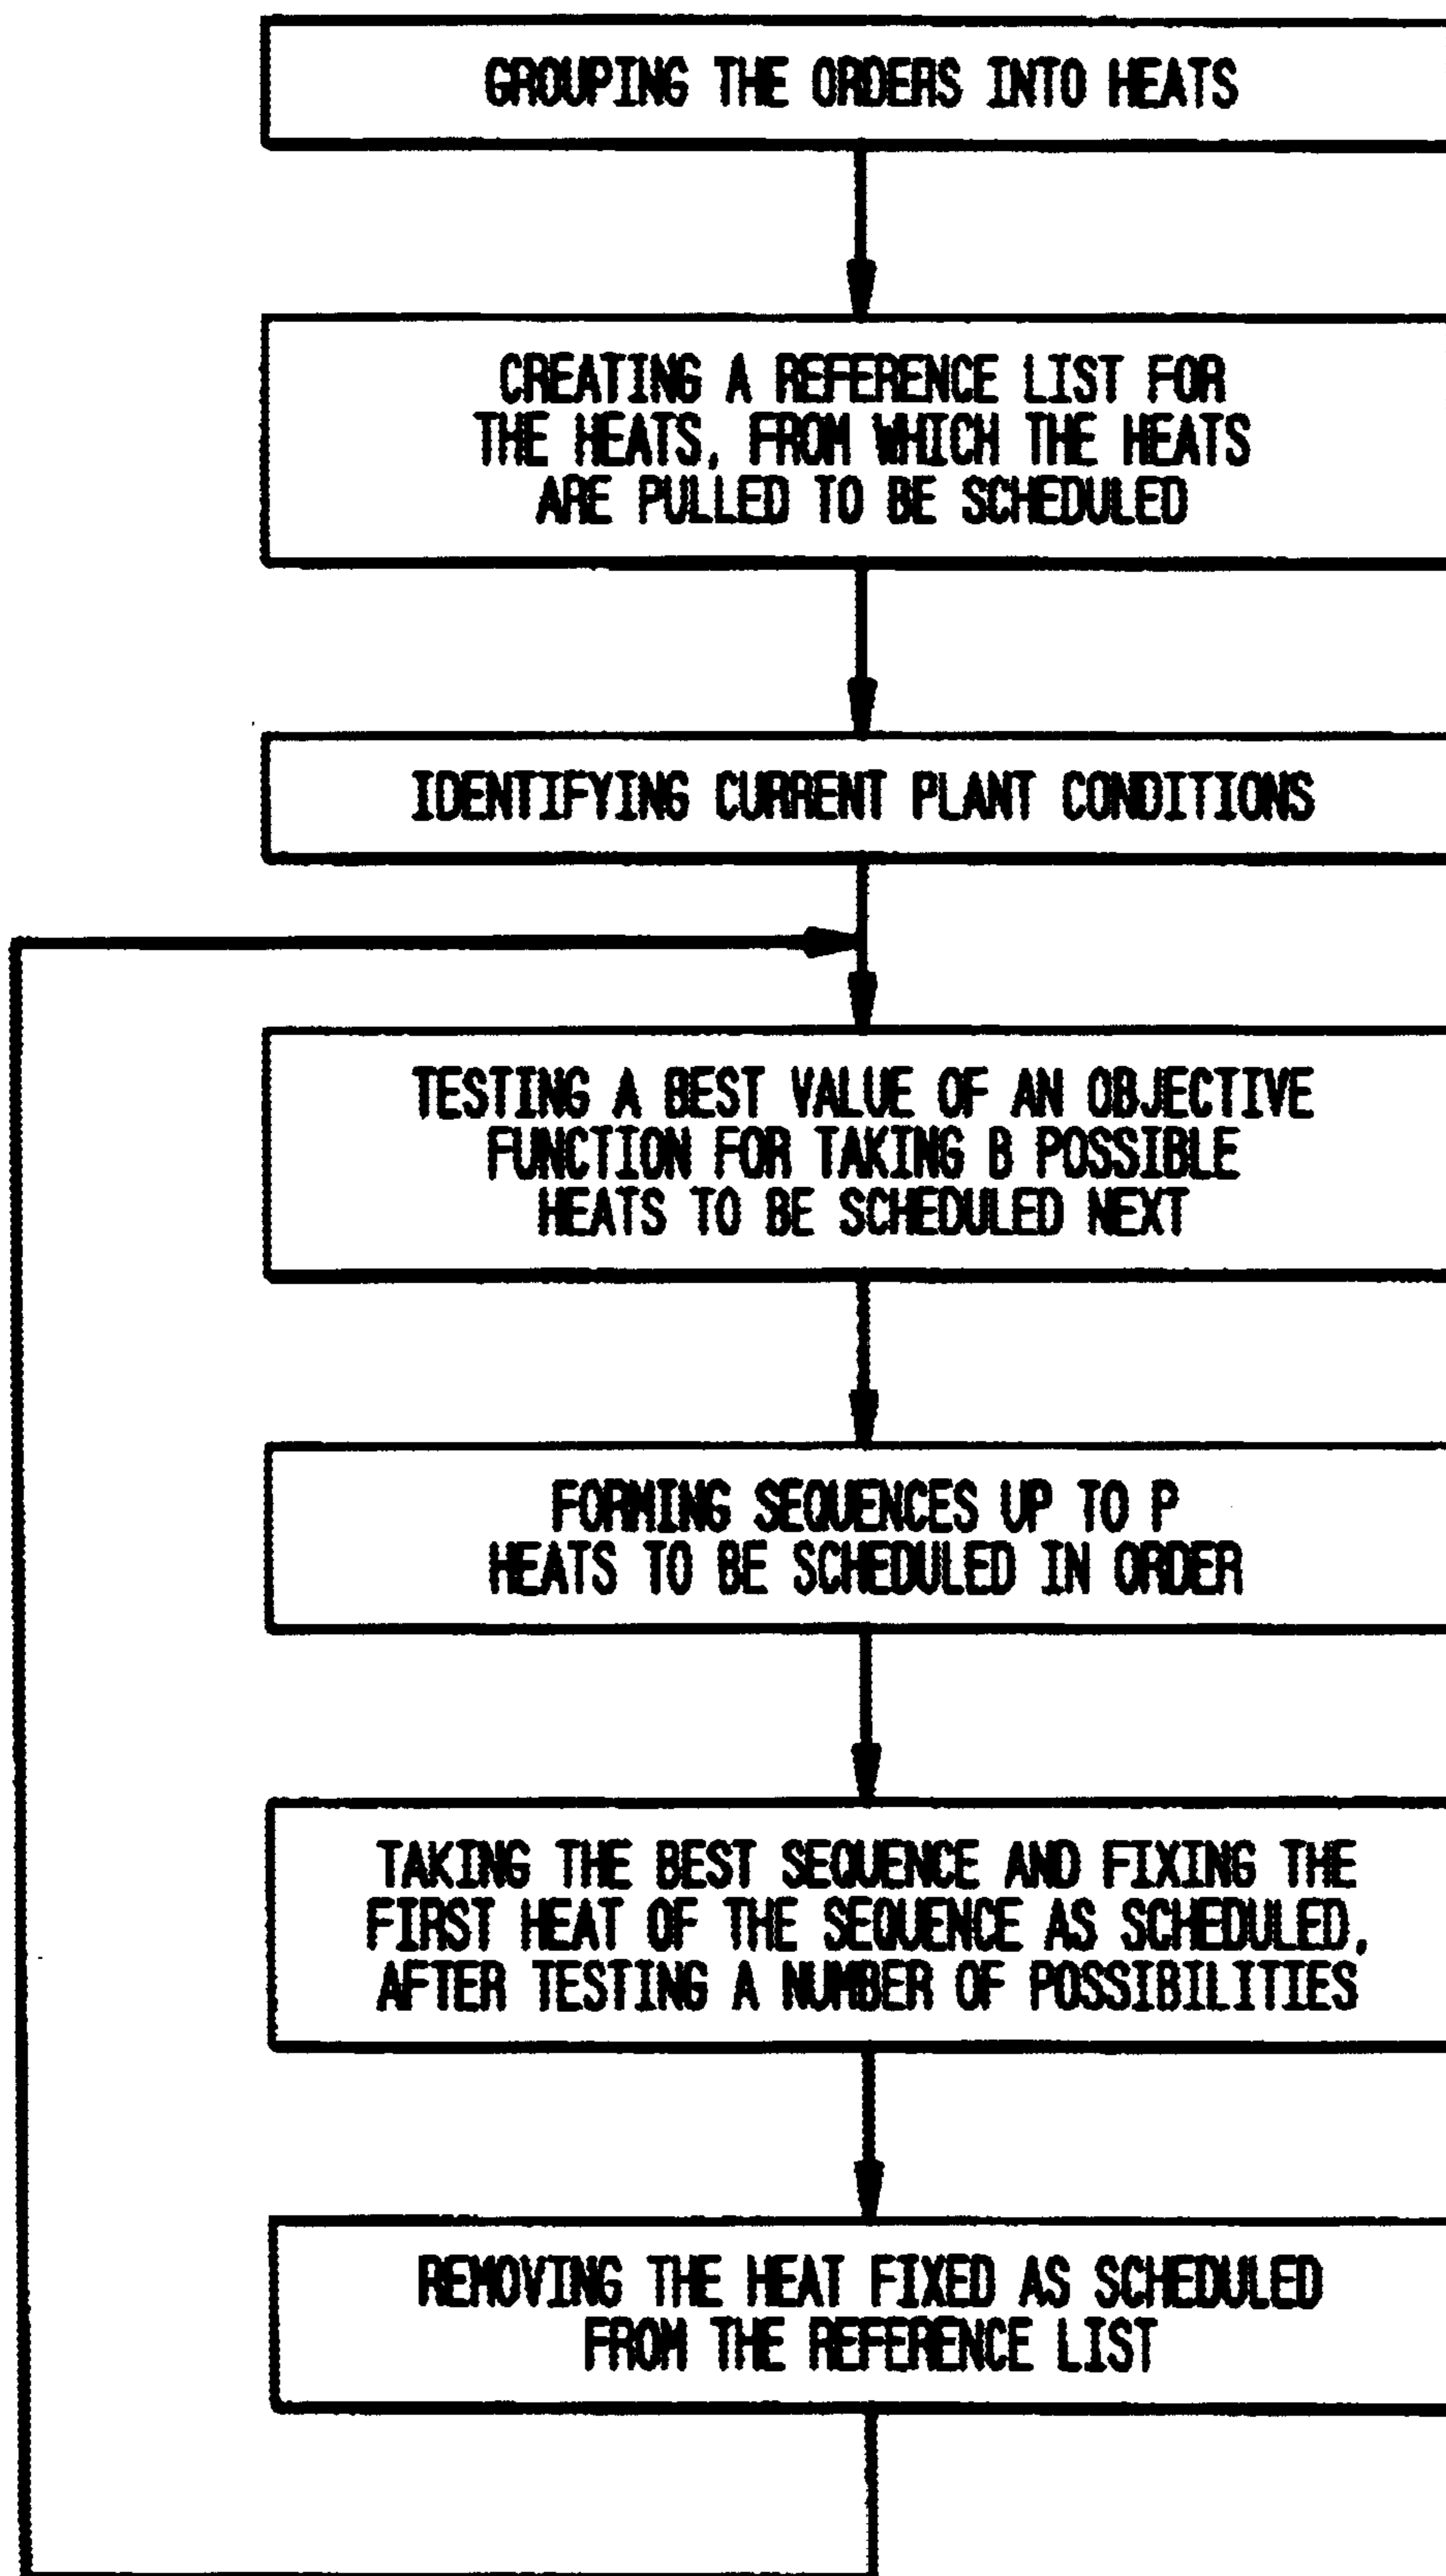 GROUPING THE ORDERS INTO HEATS
CREATING A REFERENCE LIST FOR
THE HEATS, FROM WHICH THE HEATS
ARE PULLED TO BE SCHEDULED
IDENTIFYING CURRENT PLANT CONDITIONS
TESTING A BEST VALUE OF AN OBJECTIVE
FUNCTION FOR TAKING B POSSIBLE
HEATS TO BE SCHEDULED NEXT
FORMING SEQUENCES UP TO P
HEATS TO BE SCHEDULED IN ORDER
TAKING THE BEST SEQUENCE AND FIXING THE
FIRST HEAT OF THE SEQUENCE AS SCHEDULED,
AFTER TESTING A NUMBER OF POSSIBILITIES
REMOVING THE HEAT FIXED AS SCHEDULED
FROM THE REFERENCE LIST